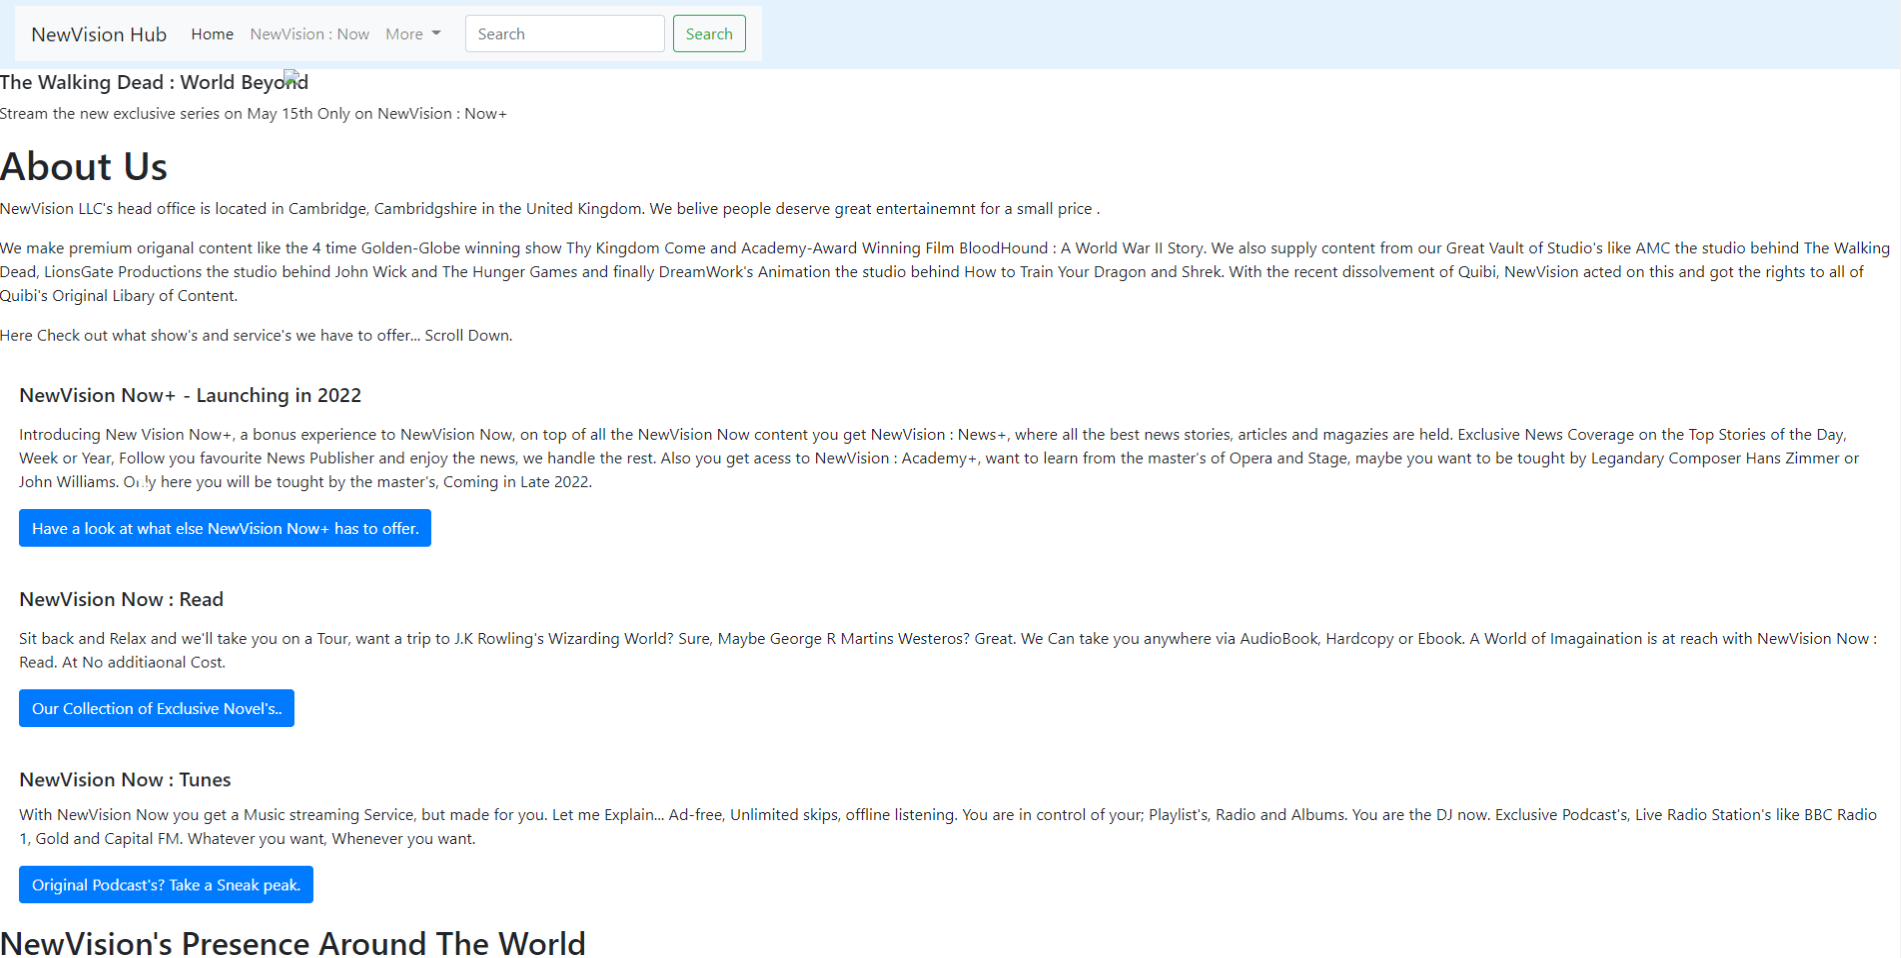 NewVision Hub Home NewVision : Now More Search Search
The Walking Dead : World Beyond
Stream the new exclusive series on May 15th Only on NewVision : Now+
About Us
NewVision LLC's head office is located in Cambridge, Cambridgshire in the United Kingdom. We belive people deserve great entertainemnt for a small price .
We make premium origanal content like the 4 time Golden-Globe winning show Thy Kingdom Come and Academy-Award Winning Film BloodHound : A World War II Story. We also supply content from our Great Vault of Studio's like AMC the studio behind The Walking
Dead, LionsGate Productions the studio behind John Wick and The Hunger Games and finally DreamWork's Animation the studio behind How to Train Your Dragon and Shrek. With the recent dissolvement of Quibi, NewVision acted on this and got the rights to all of
Quibi's Original Libary of Content.
Here Check out what show's and service's we have to offer... Scroll Down.
NewVision Now+ - Launching in 2022
Introducing New Vision Now+, a bonus experience to NewVision Now, on top of all the NewVision Now content you get NewVision : News+, where all the best news stories, articles and magazies are held. Exclusive News Coverage on the Top Stories of the Day,
Week or Year, Follow you favourite News Publisher and enjoy the news, we handle the rest. Also you get acess to NewVision : Academy+, want to learn from the master's of Opera and Stage, maybe you want to be tought by Legandary Composer Hans Zimmer or
John Williams. Only here you will be tought by the master's, Coming in Late 2022.
Have a look at what else NewVision Now+ has to offer.
NewVision Now : Read
Sit back and Relax and we'll take you on a Tour, want a trip to J.K Rowling's Wizarding World? Sure, Maybe George R Martins Westeros? Great. We Can take you anywhere via AudioBook, Hardcopy or Ebook. A World of Imagaination is at reach with NewVision Now :
Read. At No additiaonal Cost.
Our Collection of Exclusive Novel's..
NewVision Now : Tunes
With NewVision Now you get a Music streaming Service, but made for you. Let me Explain... Ad-free, Unlimited skips, offline listening. You are in control of your; Playlist's, Radio and Albums. You are the DJ now. Exclusive Podcast's, Live Radio Station's like BBC Radio
1, Gold and Capital FM. Whatever you want, Whenever you want.
Original Podcast's? Take a Sneak peak.
NewVision's Presence Around The World